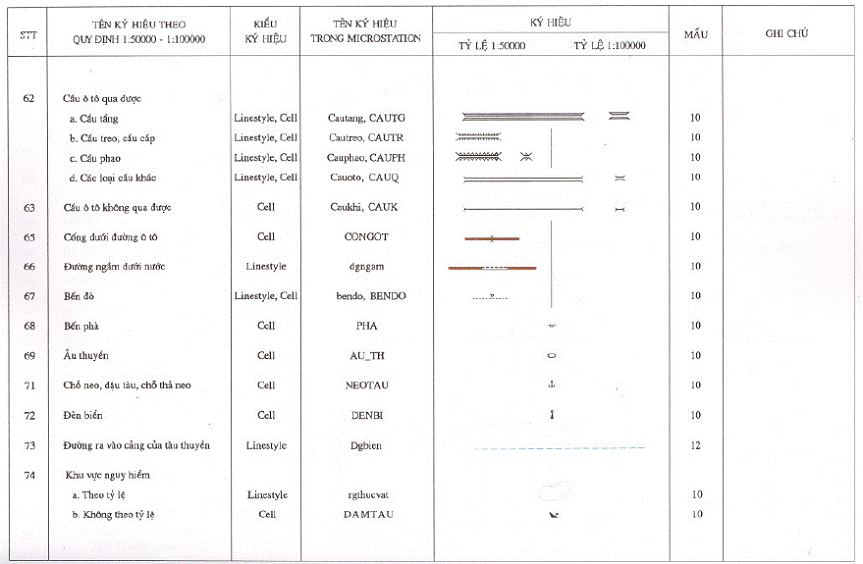 STT
TÊN KÝ HIỆU THEO
QUY ĐỊNH 1:50000 - 1:100000
KIỂU
KÝ HIỆU
TÊN KÝ HIỆU
TRONG MICROSTATION
KÝ HIỆU
TỶ LỆ 1:50000 TỶ LỆ 1:100000
MẦU
GHI CHÚ
62 Cầu ô tô qua được
a. Cầu tầng Linestyle, Cell Cautang, CAUTG 10
b. Cầu treo, cầu cáp Linestyle, Cell Cautreo, CAUTR 10
c. Cầu phao Linestyle, Cell Cauphao, CAUPH 10
d. Các loại cầu khác Linestyle, Cell Cauoto, CAUQ 10
63 Cầu ô tô không qua được Cell Caukhi, CAUK 10
65 Cống dưới đường ô tô Cell CONGOT 10
66 Đường ngầm dưới nước Linestyle dgngam 10
67 Bến đò Linestyle, Cell bendo, BENDO 10
68 Bến phà Cell PHA 10
69 Âu thuyền Cell AU_TH 10
71 Chỗ neo, đậu tàu, chỗ thả neo Cell NEOTAU 10
72 Đèn biển Cell DENBI 10
73 Đường ra vào cảng của tàu thuyền Linestyle Dgbien 12
74 Khu vực nguy hiểm
a. Theo tỷ lệ Linestyle rgthucvat 10
b. Không theo tỷ lệ Cell DAMTAU 10